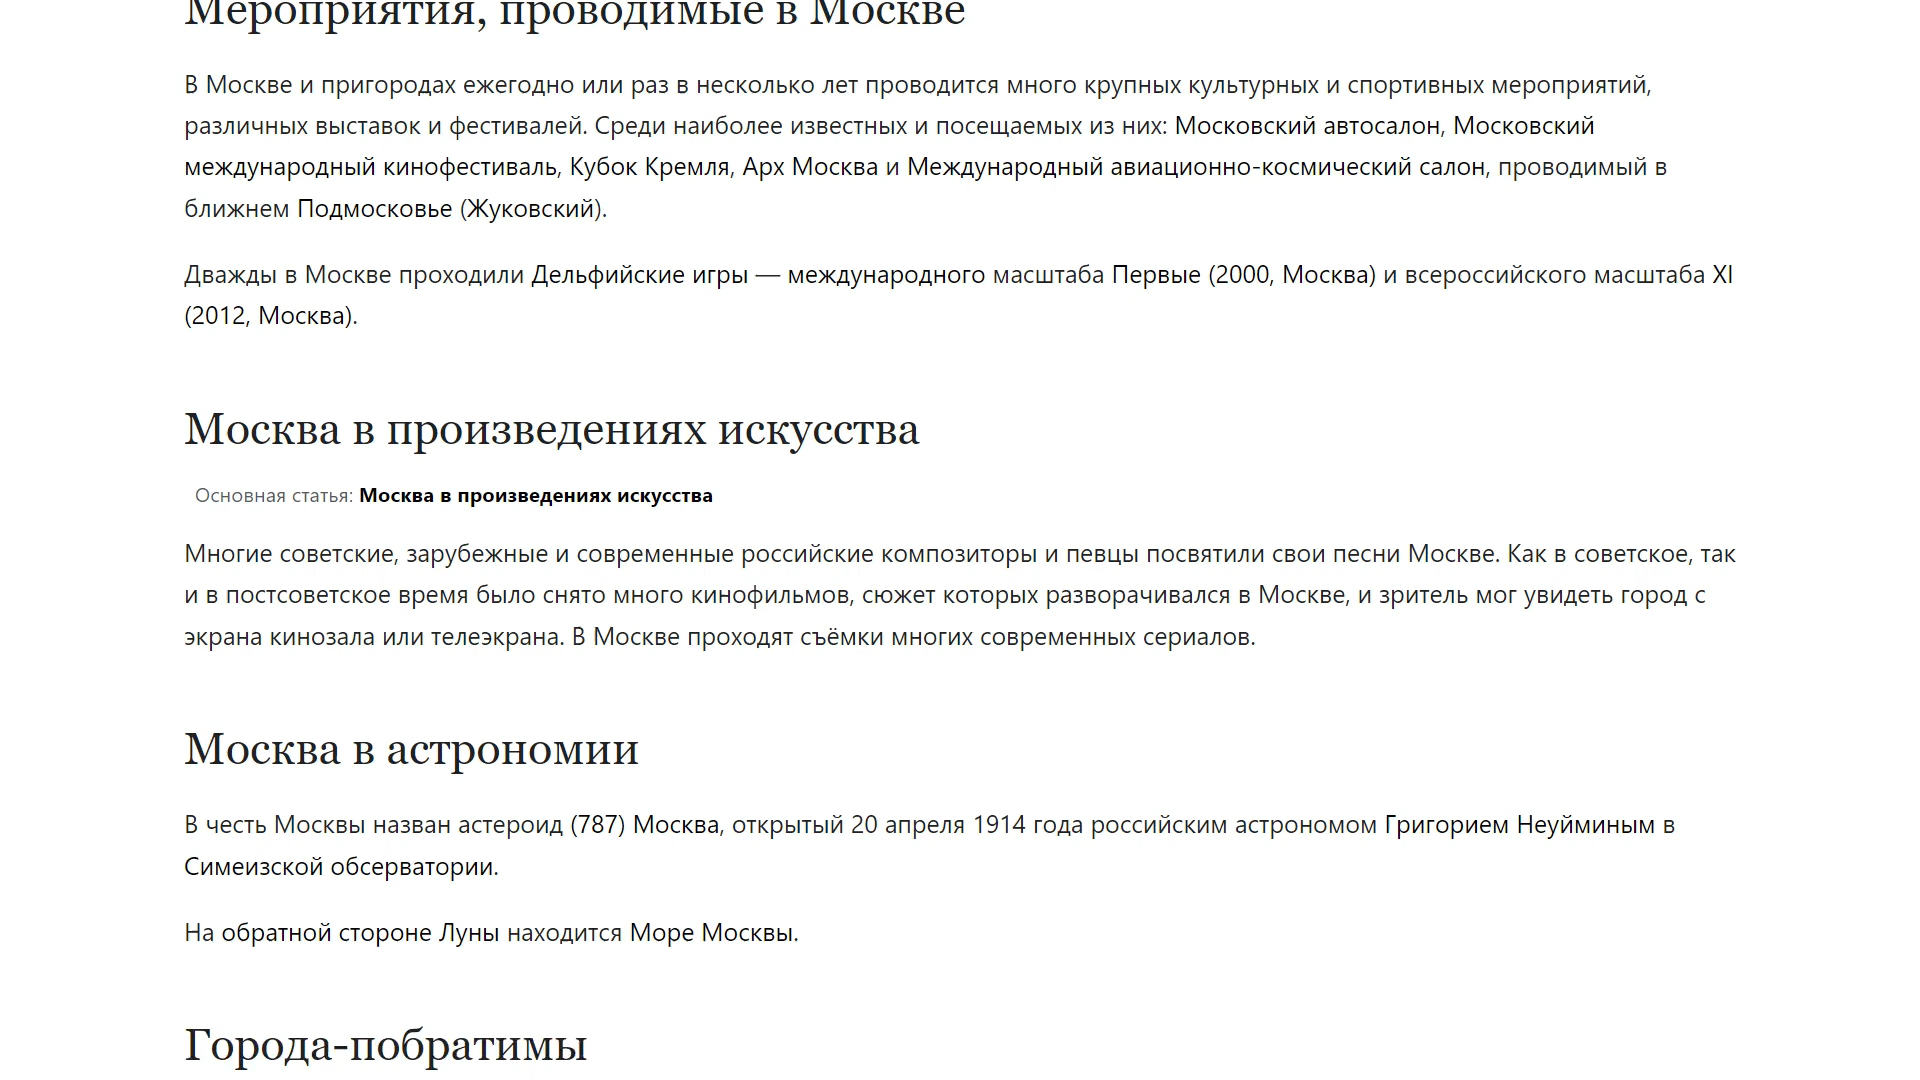 Мероприятия, проводимые в Москве
В Москве и пригородах ежегодно или раз в несколько лет проводится много крупных культурных и спортивных мероприятий,
различных выставок и фестивалей. Среди наиболее известных и посещаемых из них: Московский автосалон, Московский
международный кинофестиваль, Кубок Кремля, Арх Москва и Международный авиационно-космический салон, проводимый в
ближнем Подмосковье (Жуковский).
Дважды в Москве проходили Дельфийские игры — международного масштаба Первые (2000, Москва) и всероссийского масштаба XI
(2012, Москва).
Москва в произведениях искусства
Основная статья: Москва в произведениях искусства
Многие советские, зарубежные и современные российские композиторы и певцы посвятили свои песни Москве. Как в советское, так
и в постсоветское время было снято много кинофильмов, сюжет которых разворачивался в Москве, и зритель мог увидеть город с
экрана кинозала или телеэкрана. В Москве проходят съёмки многих современных сериалов.
Москва в астрономии
В честь Москвы назван астероид (787) Москва, открытый 20 апреля 1914 года российским астрономом Григорием Неуйминым в
Симеизской обсерватории.
На обратной стороне Луны находится Море Москвы.
Города-побратимы